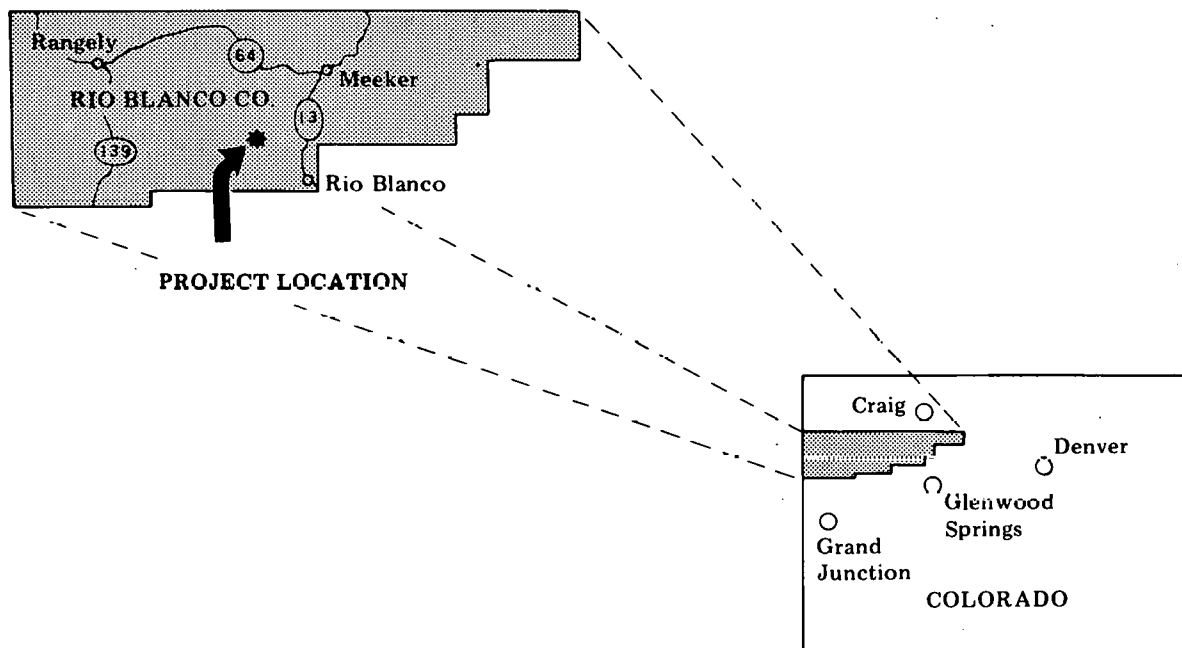 Rangely
64
Meeker
RIO BLANCO CO.
13
139
Rio Blanco
PROJECT LOCATION
Craig
Denver
Glenwood
Springs
Grand
Junction
COLORADO